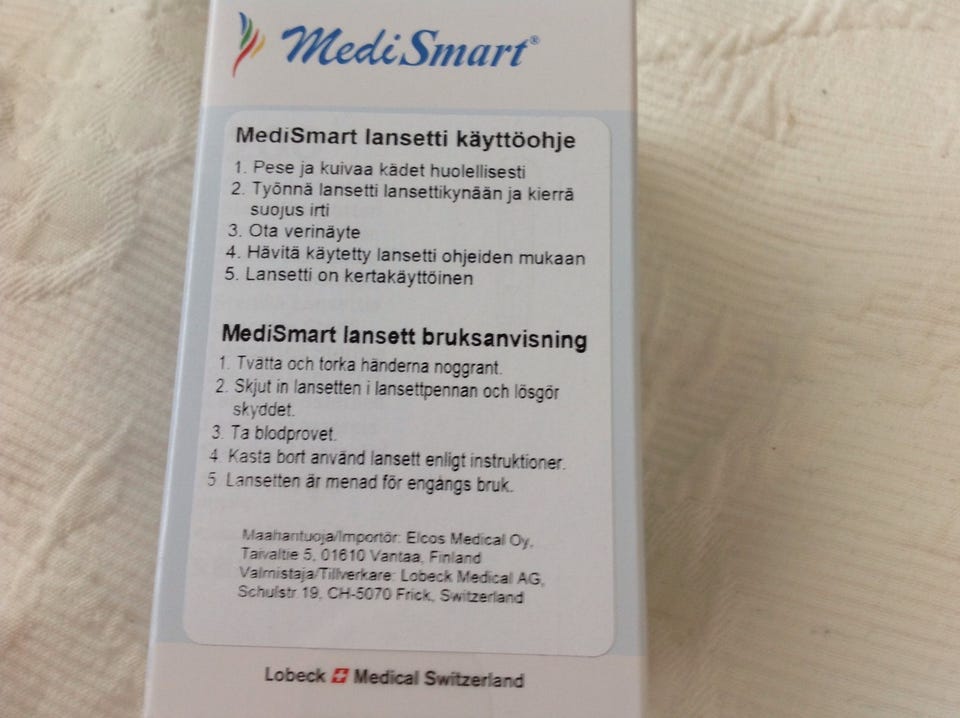 MediSmart®
MediSmart lansetti käyttöohje
1. Pese ja kuivaa kädet huolellisesti
2. Työnnä lansetti lansettikynään ja kierrä
suojus irti
3. Ota verinäyte
4. Hävitä käytetty lansetti ohjeiden mukaan
5. Lansetti on kertakäyttöinen
MediSmart lansett bruksanvisning
1. Tvätta och torka händerna noggrant.
2. Skjut in lansetten i lansettpennan och lösgör
skyddet.
3. Ta blodprovet.
4. Kasta bort använd lansett enligt instruktioner.
5. Lansetten är menad för engångs bruk.
Maahantuoja/Importör: Elcos Medical Oy,
Taivaltie 5, 01610 Vantaa, Finland
Valmistaja/Tillverkare: Lobeck Medical AG,
Schulstr.19, CH-5070 Frick, Switzerland
Lobeck Medical Switzerland